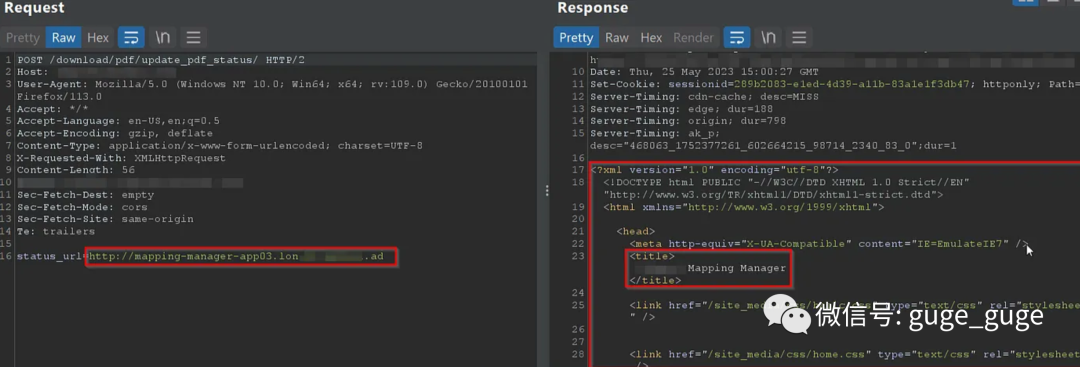 Request
Pretty Raw Hex \n
1 POST /download/pdf/update_pdf_status/ HTTP/2
2 Host:
3 User-Agent: Mozilla/5.0 (Windows NT 10.0; Win64; x64; rv:109.0) Gecko/20100101
Firefox/113.0
4 Accept: */*
5 Accept-Language: en-US,en;q=0.5
6 Accept-Encoding: gzip, deflate
7 Content-Type: application/x-www-form-urlencoded; charset=UTF-8
8 X-Requested-With: XMLHttpRequest
9 Content-Length: 56
10
11 Sec-Fetch-Dest: empty
12 Sec-Fetch-Mode: cors
13 Sec-Fetch-Site: same-origin
14 Te: trailers
15
16 status_url=http://mapping-manager-app03.lon .ad
Response
Pretty Raw Hex Render \n
10 Date: Thu, 25 May 2023 15:00:27 GMT
11 Set-Cookie: sessionid=289b2083-e1ed-4d39-a11b-83a1e1f3db47; httponly; Path=
12 Server-Timing: cdn-cache; desc=MISS
13 Server-Timing: edge; dur=188
14 Server-Timing: origin; dur=798
15 Server-Timing: ak_p;
desc="468063_1752377261_602664215_98714_2340_83_0";dur=1
16
17 <?xml version="1.0" encoding="utf-8"?>
18 <!DOCTYPE html PUBLIC "-//W3C//DTD XHTML 1.0 Strict//EN"
"http://www.w3.org/TR/xhtml1/DTD/xhtml1-strict.dtd">
19 <html xmlns="http://www.w3.org/1999/xhtml">
20
21 <head>
22 <meta http-equiv="X-UA-Compatible" content="IE=EmulateIE7" />
23 <title>
Mapping Manager
</title>
24
25 <link href="/site_media/css/ type="text/css" rel="stylesheet
" />
26
27
28 <link href="/site_media/css/home.css" type="text/css" rel="stylesheet
/>
微信号: guge_guge